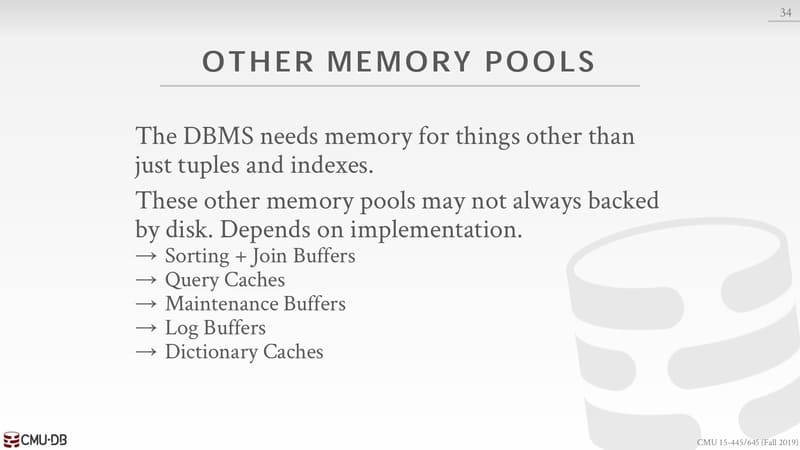 34
OTHER MEMORY POOLS
The DBMS needs memory for things other than
just tuples and indexes.
These other memory pools may not always backed
by disk. Depends on implementation.
→ Sorting + Join Buffers
→ Query Caches
→ Maintenance Buffers
→ Log Buffers
→ Dictionary Caches
CMU·DB
CMU 15-445/645 (Fall 2019)